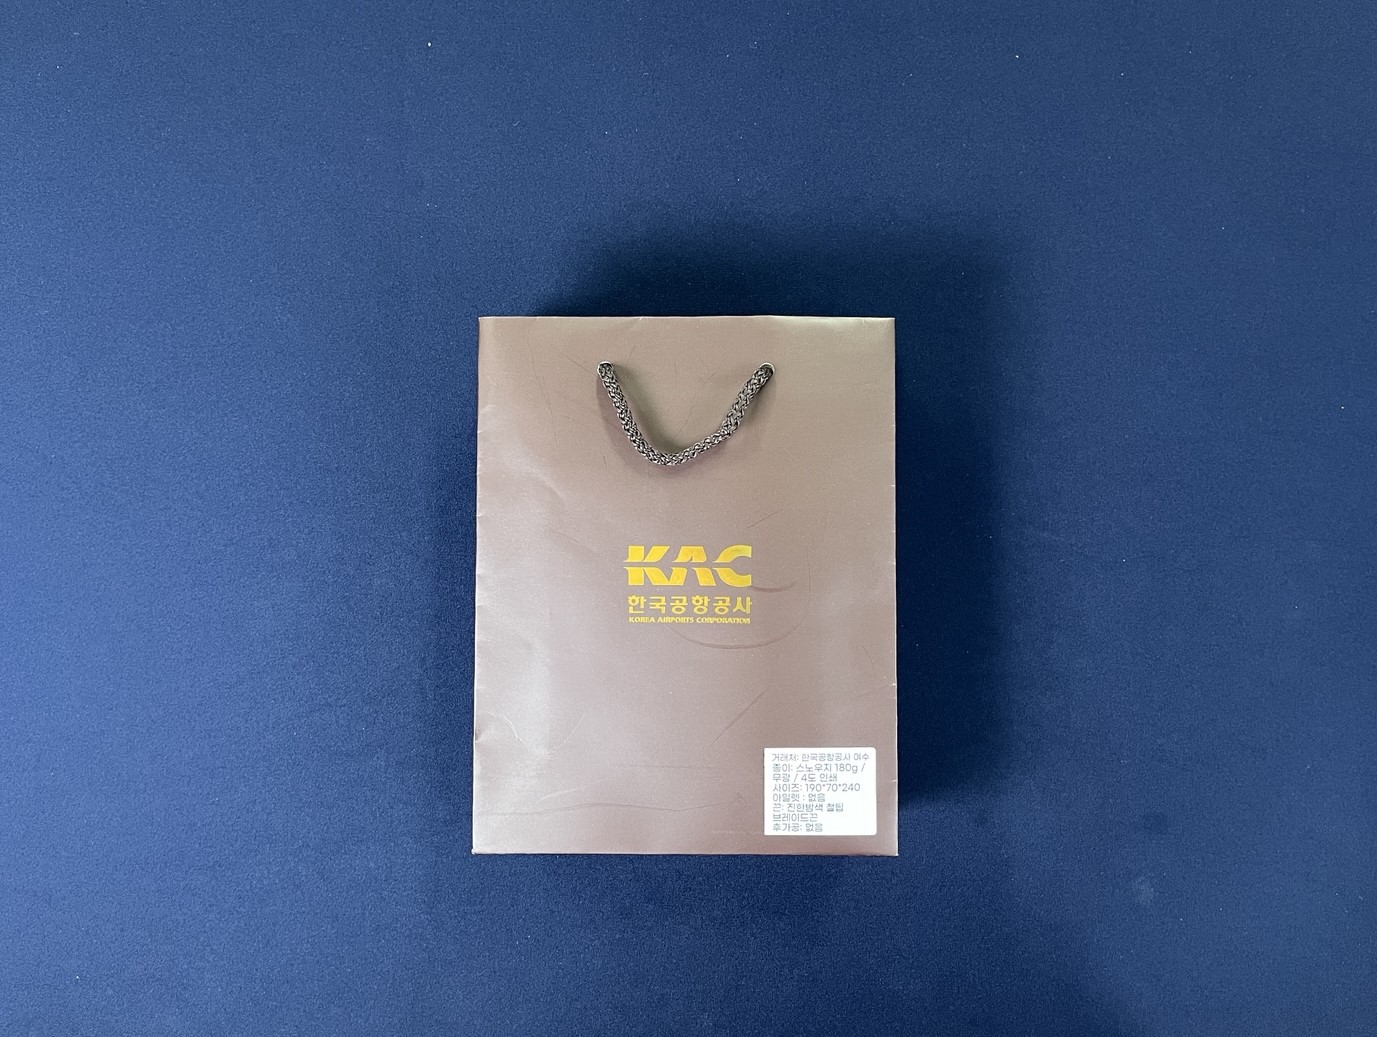 KAC
한국공항공사
KOREA AIRPORTS CORPORATION
거래처: 한국공항공사 여수
종이: 스노우지 180g /
무광 / 4도 인쇄
사이즈: 190*70*240
아일렛 : 없음
끈: 진한밤색 철팁
브레이드끈
후가공: 없음